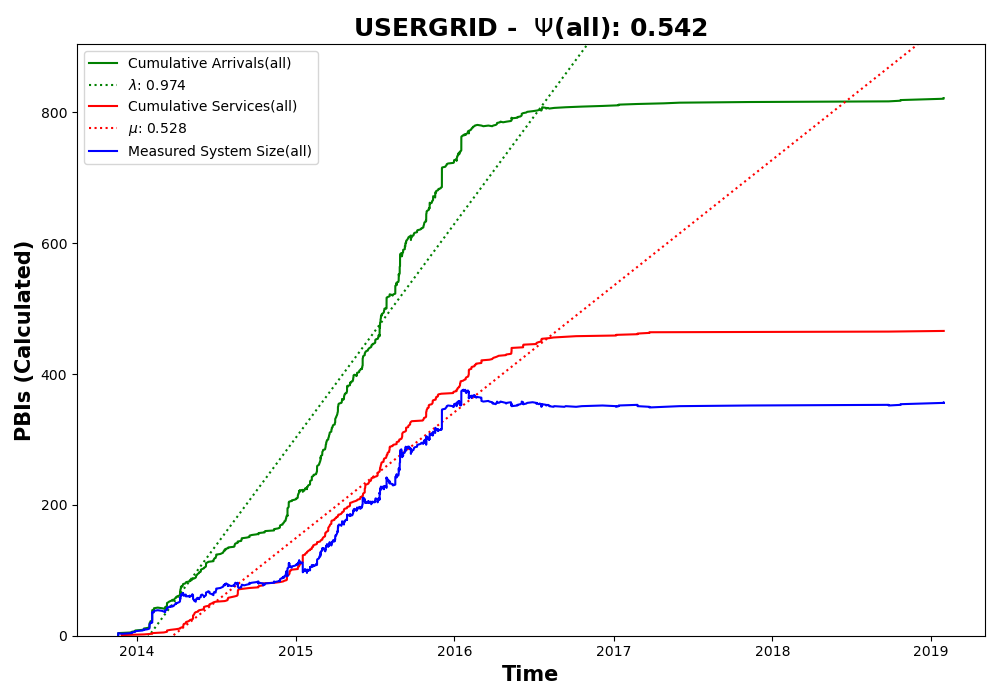 USERGRID - Ψ(all): 0.542
Cumulative Arrivals(all)
λ: 0.974
Cumulative Services(all)
μ: 0.528
Measured System Size(all)
PBIs (Calculated)
800
600
400
200
0
2014 2015 2016 2017 2018 2019
Time